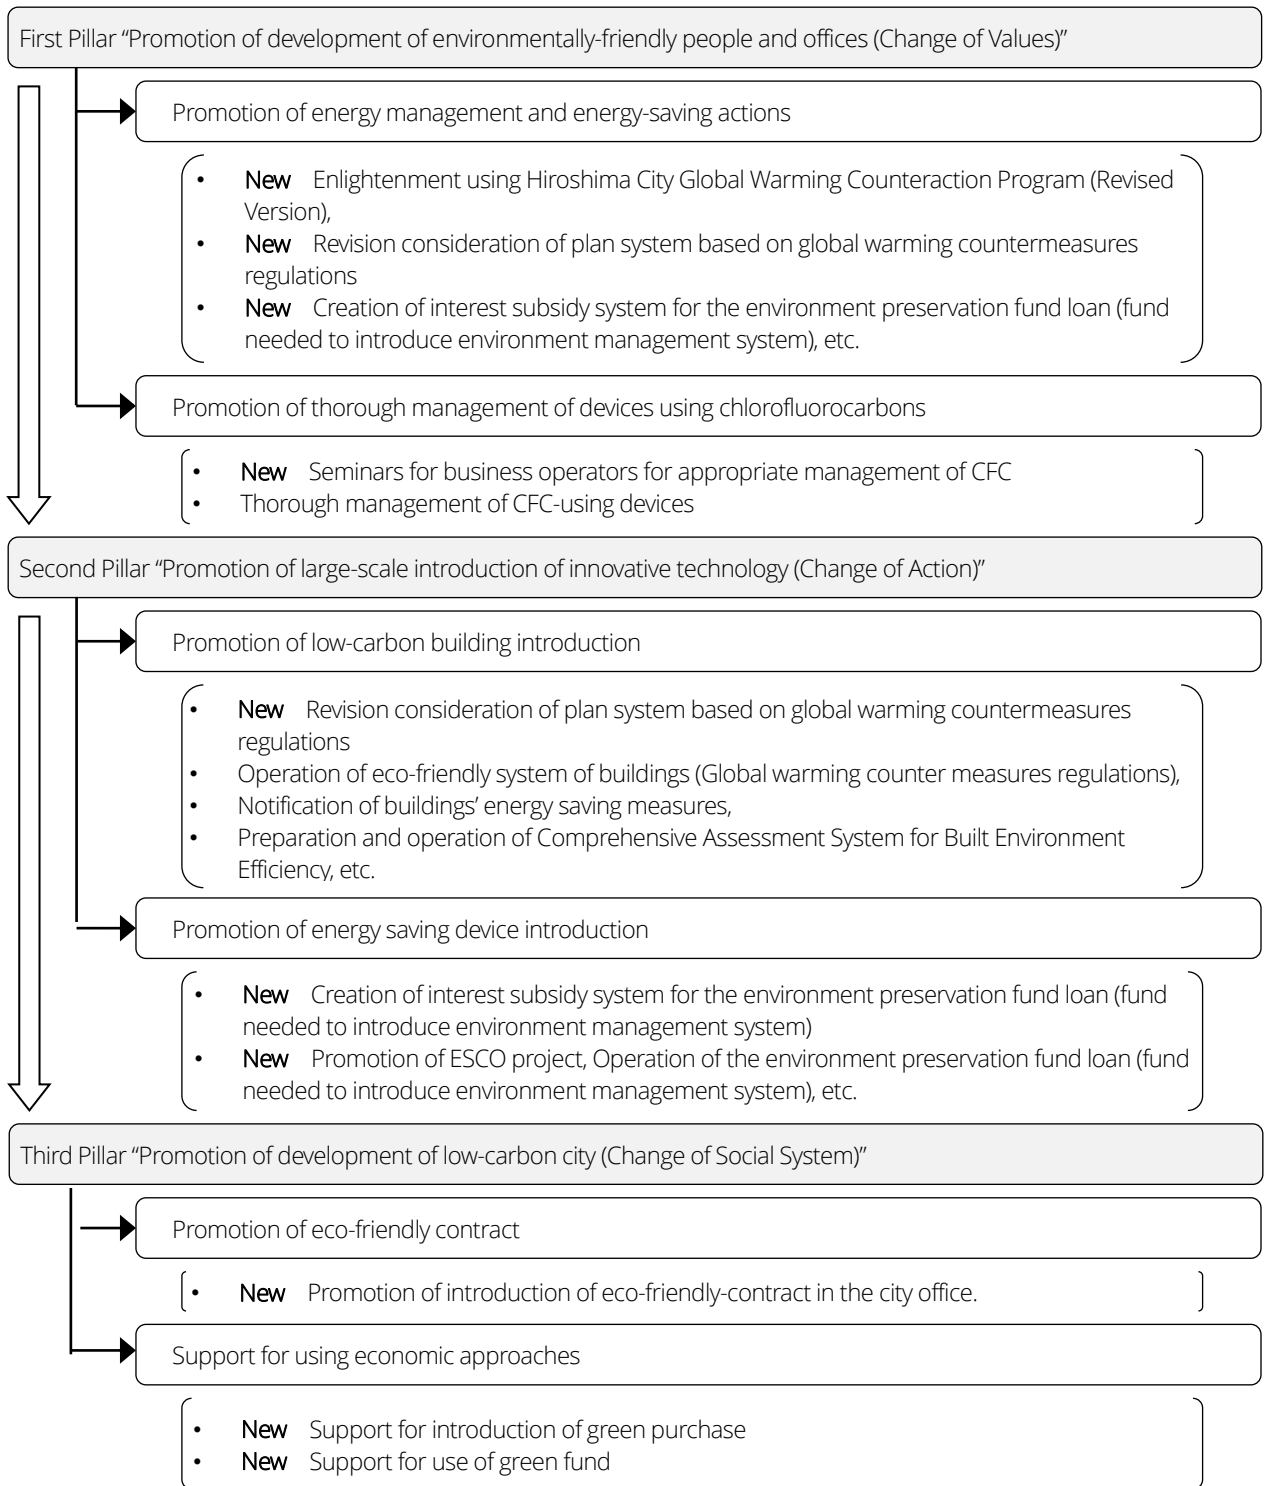 First Pillar “Promotion of development of environmentally-friendly people and offices (Change of Values)”
Promotion of energy management and energy-saving actions
• New Enlightenment using Hiroshima City Global Warming Counteraction Program (Revised
Version),
• New Revision consideration of plan system based on global warming countermeasures
regulations
• New Creation of interest subsidy system for the environment preservation fund loan (fund
needed to introduce environment management system), etc.
Promotion of thorough management of devices using chlorofluorocarbons
• New Seminars for business operators for appropriate management of CFC
• Thorough management of CFC-using devices
Second Pillar “Promotion of large-scale introduction of innovative technology (Change of Action)”
Promotion of low-carbon building introduction
• New Revision consideration of plan system based on global warming countermeasures
regulations
• Operation of eco-friendly system of buildings (Global warming counter measures regulations),
• Notification of buildings’ energy saving measures,
• Preparation and operation of Comprehensive Assessment System for Built Environment
Efficiency, etc.
Promotion of energy saving device introduction
• New Creation of interest subsidy system for the environment preservation fund loan (fund
needed to introduce environment management system)
• New Promotion of ESCO project, Operation of the environment preservation fund loan (fund
needed to introduce environment management system), etc.
Third Pillar “Promotion of development of low-carbon city (Change of Social System)”
Promotion of eco-friendly contract
• New Promotion of introduction of eco-friendly-contract in the city office.
Support for using economic approaches
• New Support for introduction of green purchase
• New Support for use of green fund